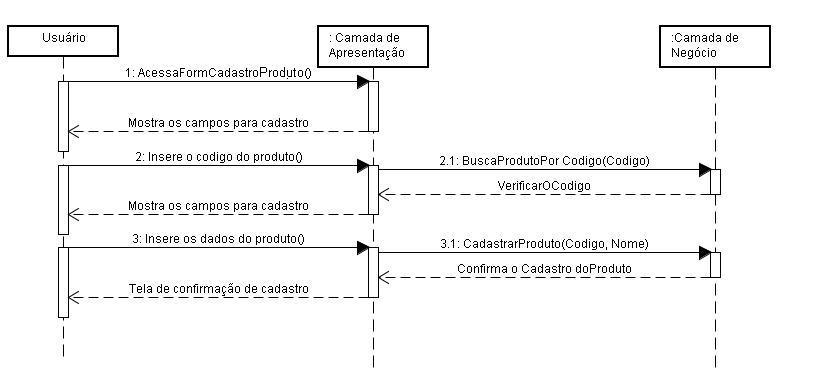 Usuário
: Camada de
Apresentação
:Camada de
Negócio
1: AcessaFormCadastroProduto()
Mostra os campos para cadastro
2: Insere o codigo do produto()
2.1: BuscaProdutoPor Codigo(Codigo)
VerificarOCodigo
Mostra os campos para cadastro
3: Insere os dados do produto()
3.1: CadastrarProduto(Codigo, Nome)
Confirma o Cadastro doProduto
Tela de confirmação de cadastro